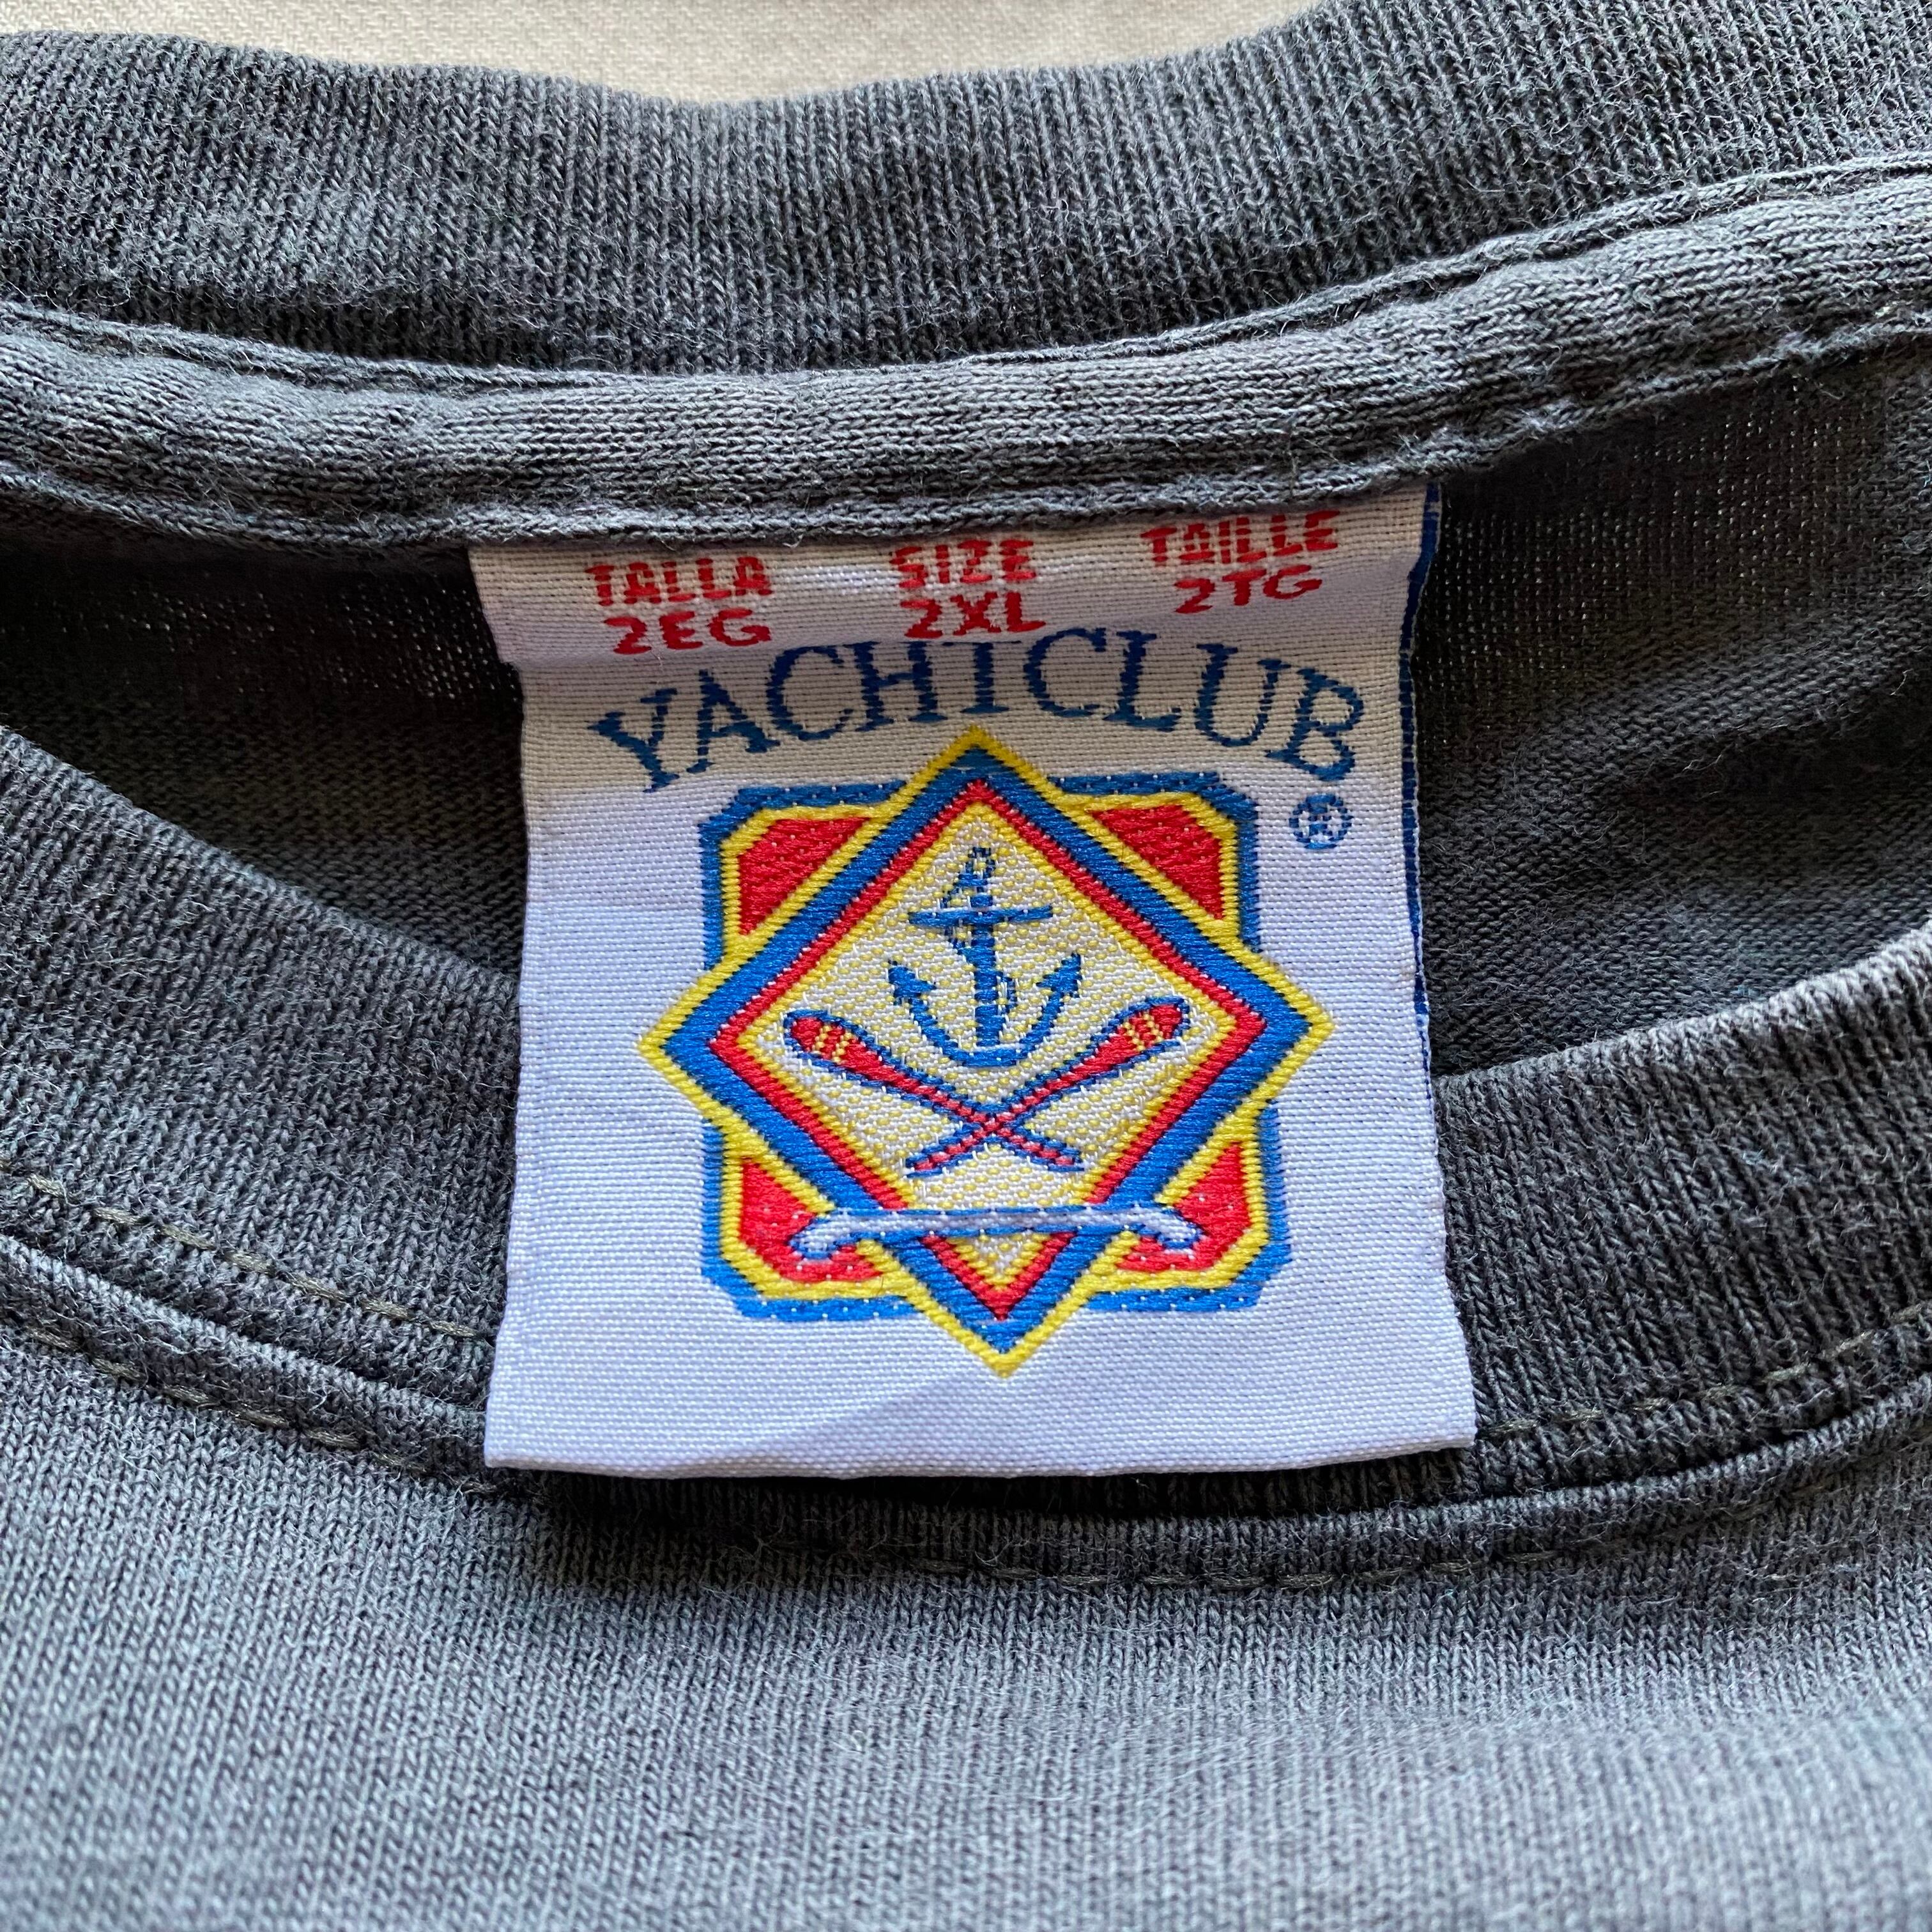 TALLA SIZE TAILLE
2EG 2XL 2TG
YACHTCLUB ®